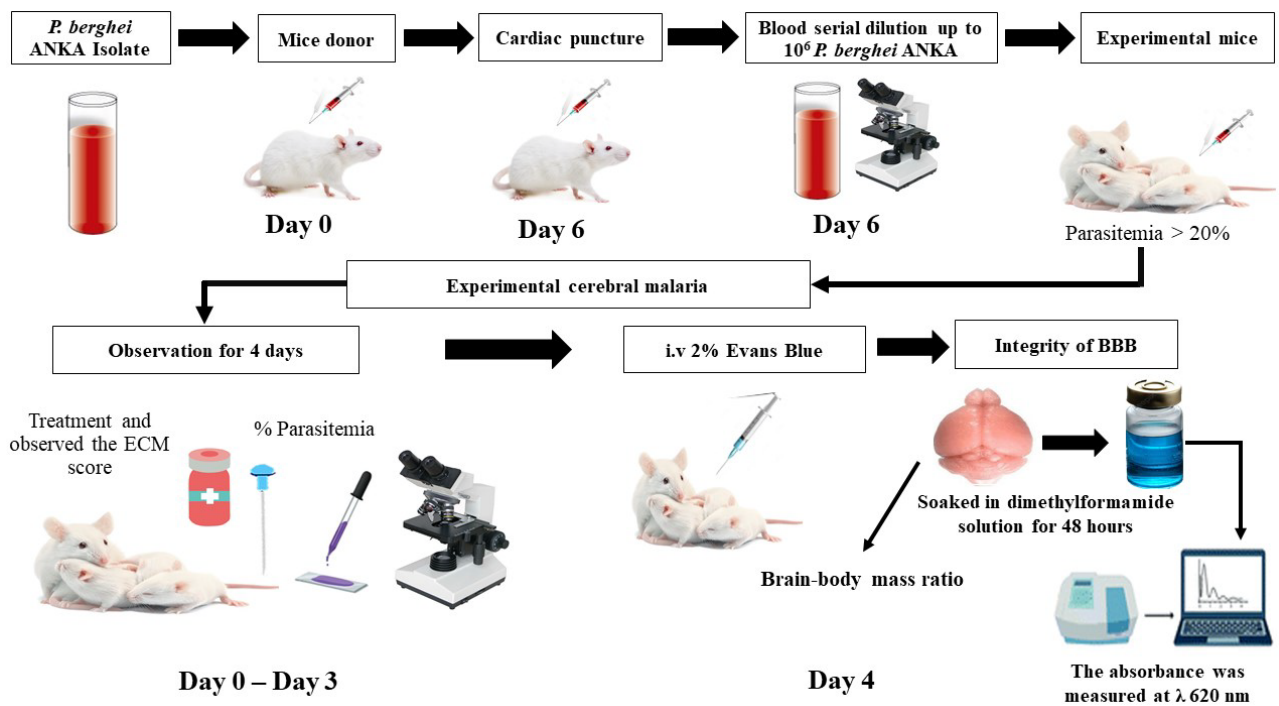 P. berghei
ANKA Isolate
Mice donor
Cardiac puncture
Blood serial dilution up to
10⁶ P. berghei ANKA
Experimental mice
Day 0
Day 6
Day 6
Parasitemia > 20%
Experimental cerebral malaria
Observation for 4 days
i.v 2% Evans Blue
Integrity of BBB
Treatment and
observed the ECM
score
% Parasitemia
Soaked in dimethylformamide
solution for 48 hours
Brain-body mass ratio
Day 0 – Day 3
Day 4
The absorbance was
measured at λ 620 nm